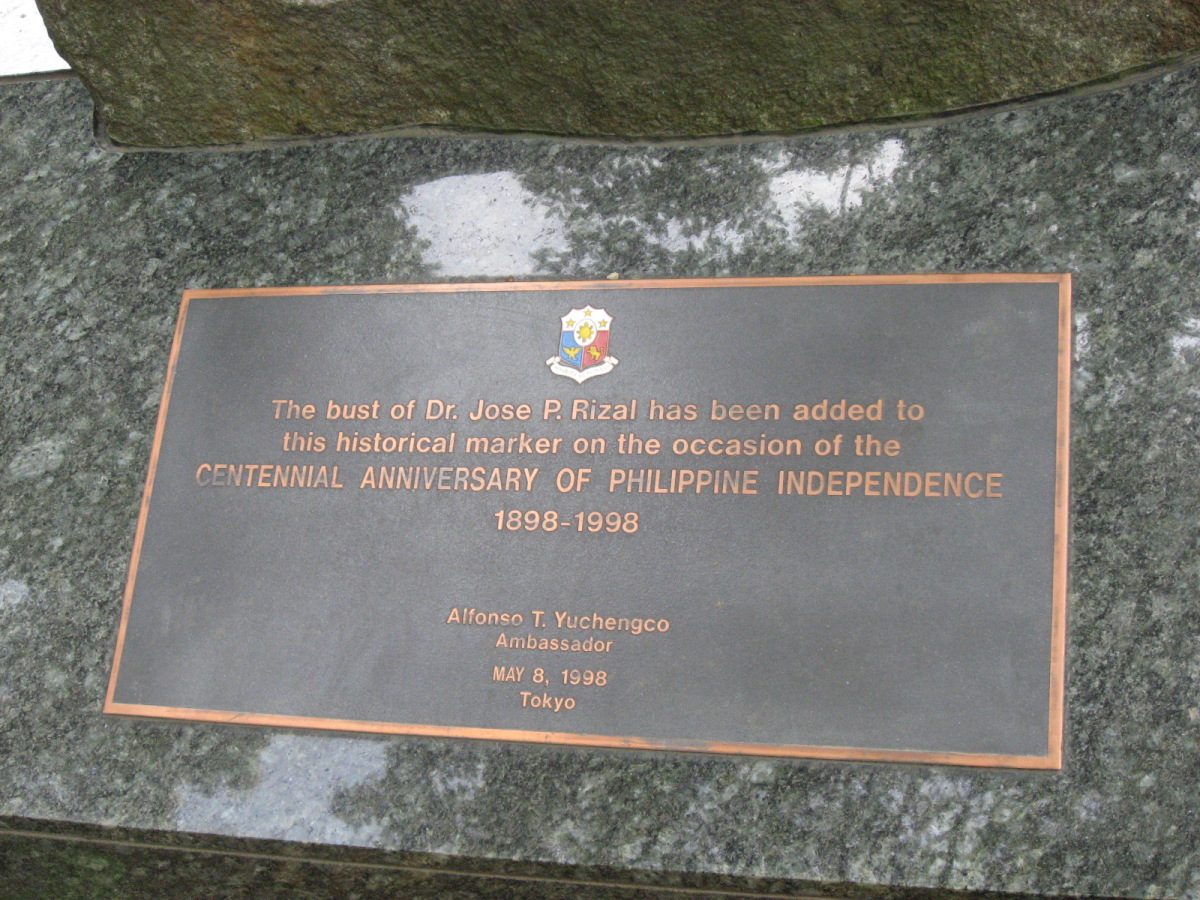 The bust of Dr. Jose P. Rizal has been added to
this historical marker on the occasion of the
CENTENNIAL ANNIVERSARY OF PHILIPPINE INDEPENDENCE
1898-1998
Alfonso T. Yuchengco
Ambassador
MAY 8, 1998
Tokyo